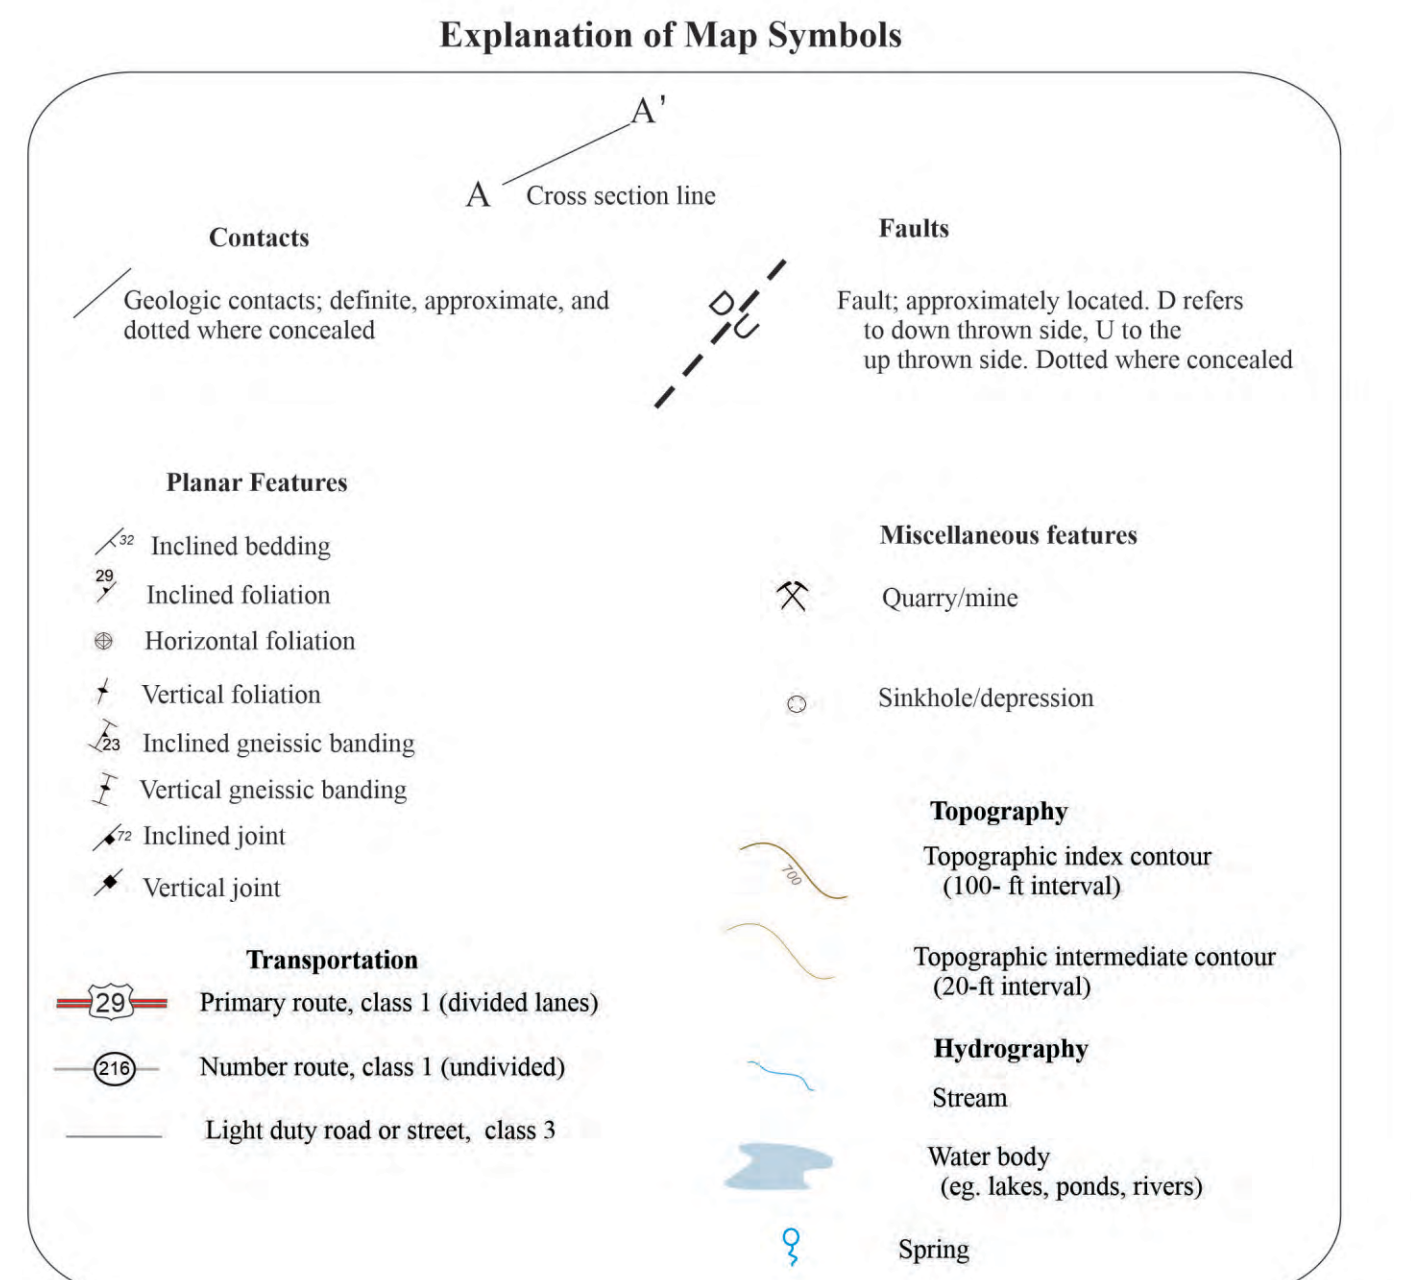 Explanation of Map Symbols
A'
A
Cross section line
Contacts
Geologic contacts; definite, approximate, and
dotted where concealed
Faults
D
U
Fault; approximately located. D refers
to down thrown side, U to the
up thrown side. Dotted where concealed
Planar Features
32
Inclined bedding
29
Inclined foliation
Horizontal foliation
Vertical foliation
23
Inclined gneissic banding
Vertical gneissic banding
72
Inclined joint
Vertical joint
Transportation
29
Primary route, class 1 (divided lanes)
216
Number route, class 1 (undivided)
Light duty road or street, class 3
Miscellaneous features
Quarry/mine
Sinkhole/depression
Topography
700
Topographic index contour
(100- ft interval)
Topographic intermediate contour
(20-ft interval)
Hydrography
Stream
Water body
(eg. lakes, ponds, rivers)
Spring